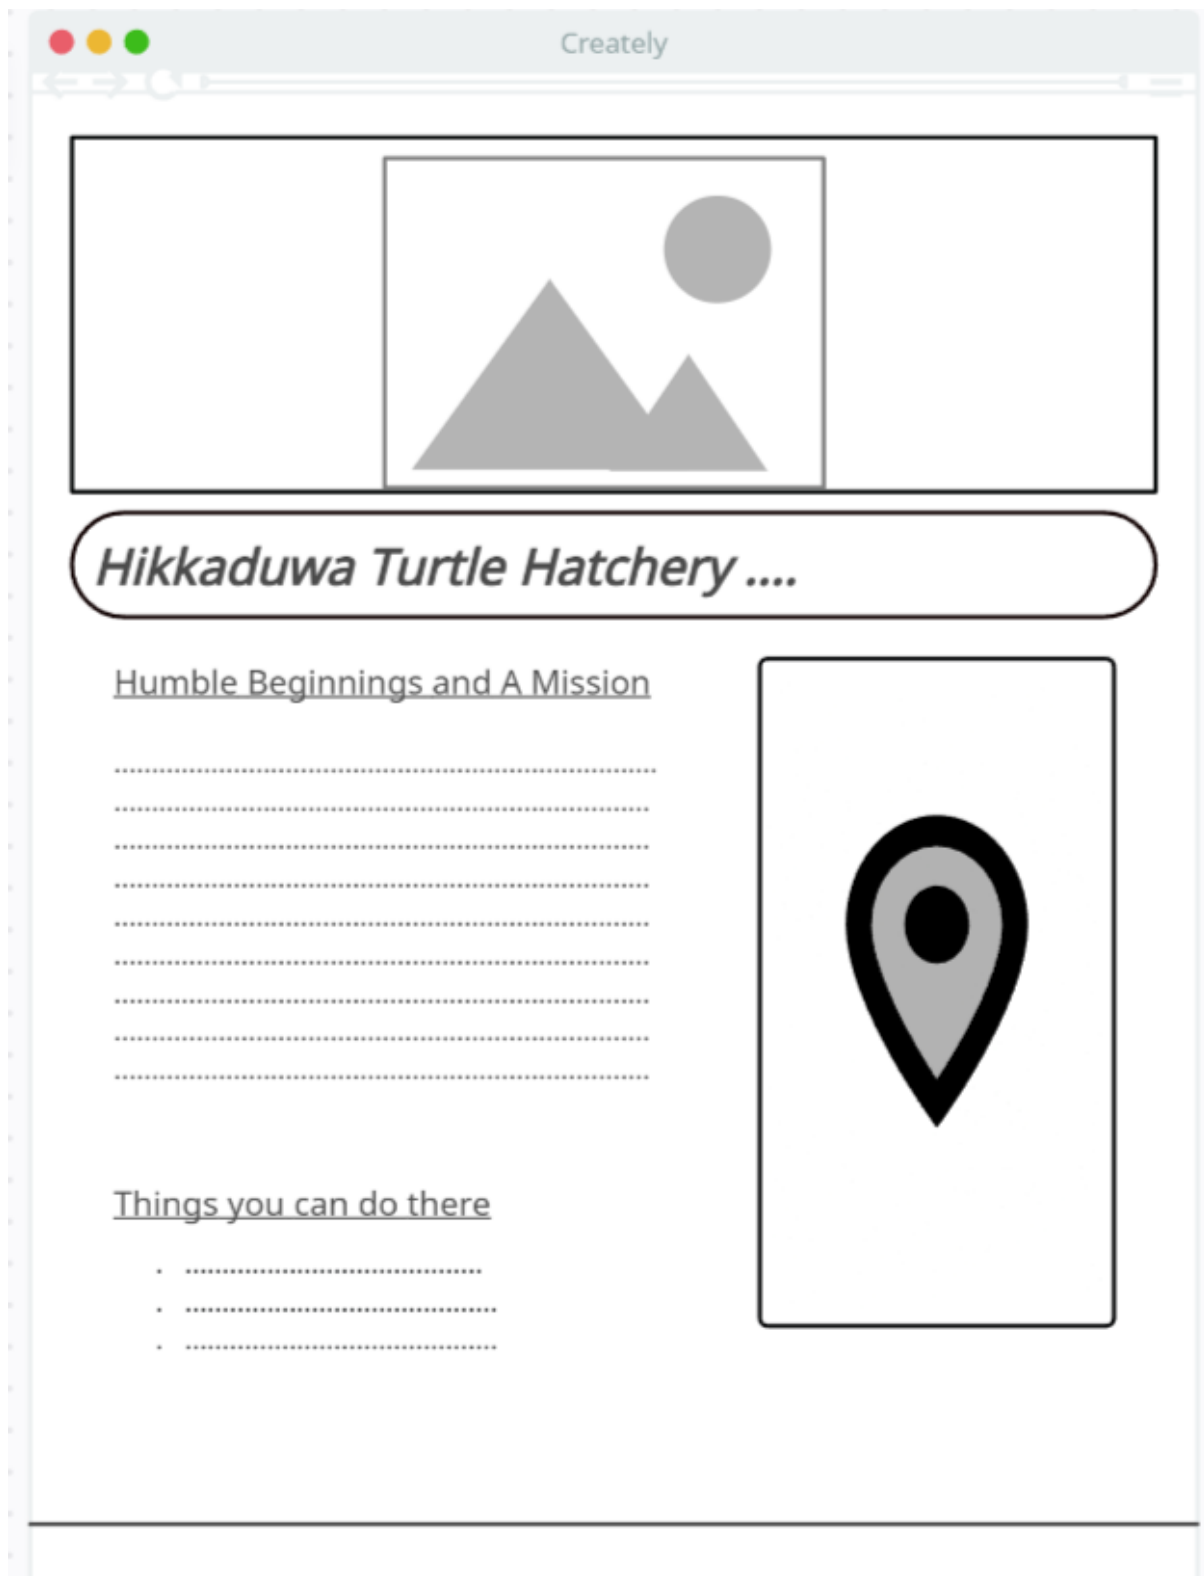 Creately
Hikkaduwa Turtle Hatchery ....
Humble Beginnings and A Mission
Things you can do there